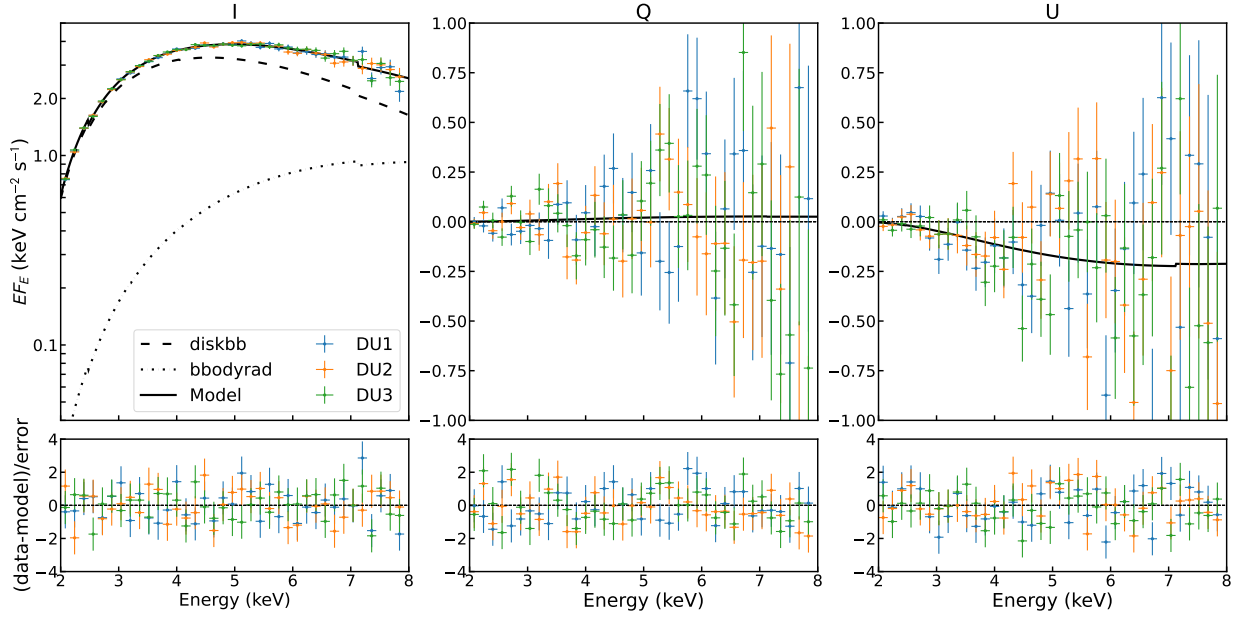 I
Q
U
EF_E (keV cm⁻² s⁻¹)
2.0
1.0
0.1
diskbb
bbodyrad
Model
DU1
DU2
DU3
1.00
0.75
0.50
0.25
0.00
−0.25
−0.50
−0.75
−1.00
1.00
0.75
0.50
0.25
0.00
−0.25
−0.50
−0.75
−1.00
(data-model)/error
4
2
0
−2
−4
4
2
0
−2
−4
4
2
0
−2
−4
2 3 4 5 6 7 8
2 3 4 5 6 7 8
2 3 4 5 6 7 8
Energy (keV)
Energy (keV)
Energy (keV)